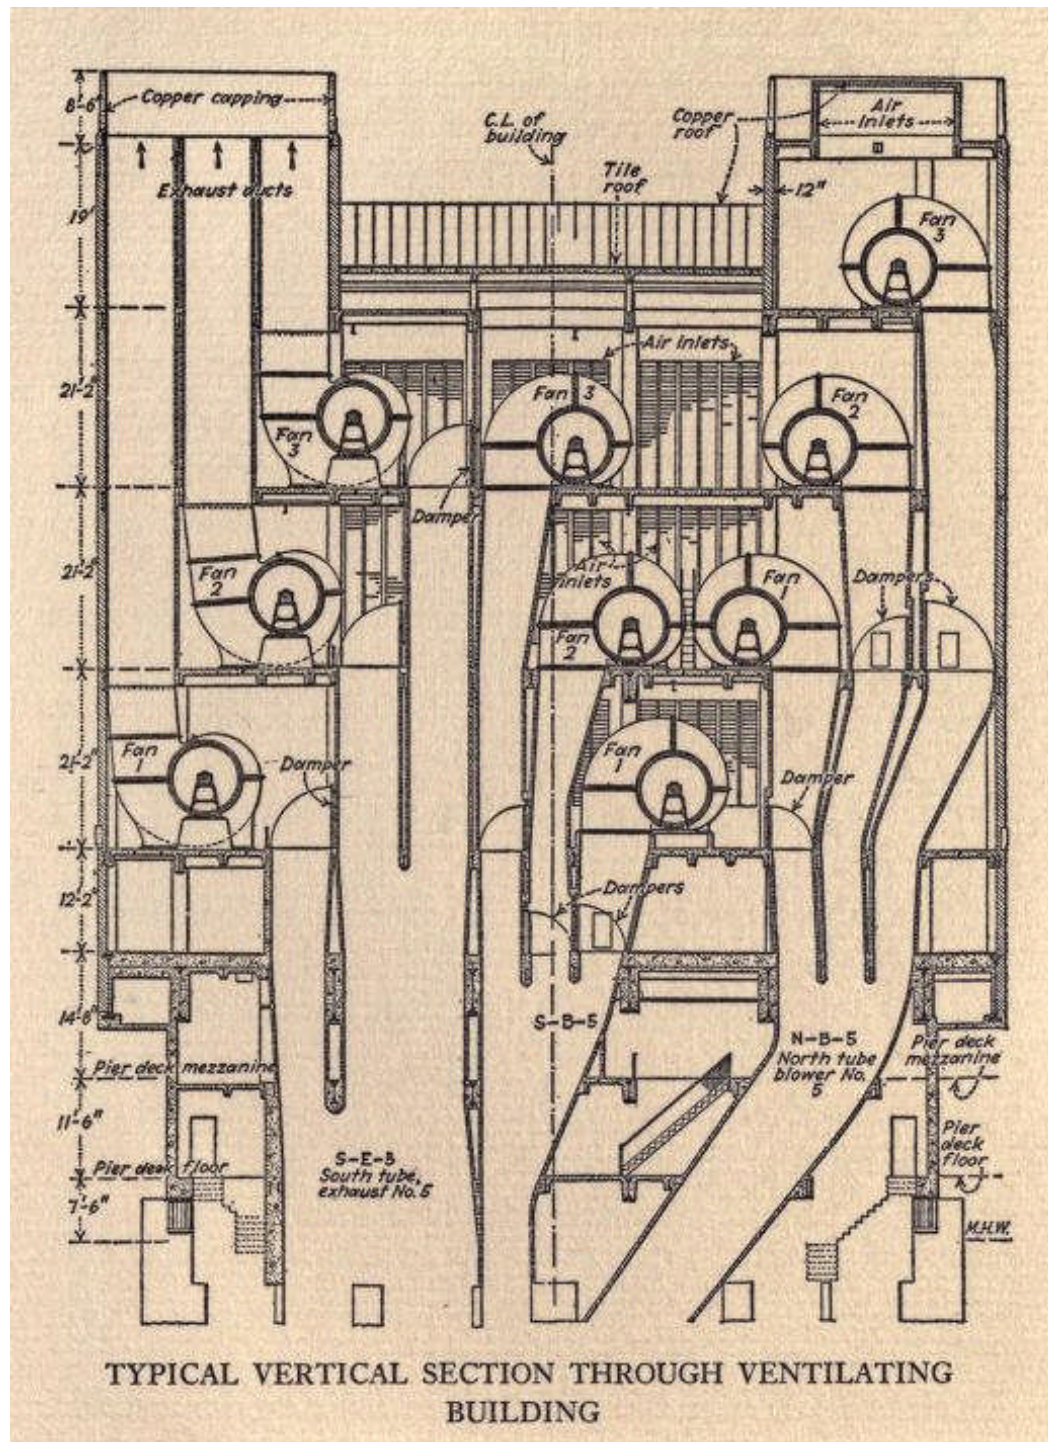 8'-6"
Copper capping
C.L. of
building
Copper
roof
Air
Inlets
Exhaust ducts
Tile
roof
12"
19'
Fan
3
Air Inlets
21'-2"
Fan
3
Fan 3
Fan
2
Damper
21'-2"
Fan
2
Air
inlets
Fan
2
Fan
1
Dampers
21'-2"
Fan
1
Damper
Fan
1
Damper
12'-2"
Dampers
14'-8"
S-B-5
N-B-5
North tube
blower No.
5
Pier deck
mezzanine
Pier deck mezzanine
11'-6"
Pier deck
floor
Pier deck floor
S-E-5
South tube,
exhaust No. 5
7'-6"
M.H.W.
TYPICAL VERTICAL SECTION THROUGH VENTILATING
BUILDING